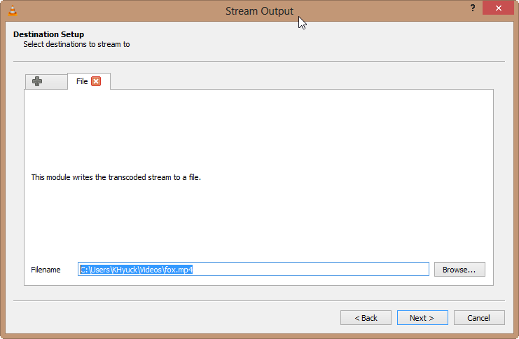 Stream Output
?
Destination Setup
Select destinations to stream to
File
This module writes the transcoded stream to a file.
Filename
C:\Users\KHyuck\Videos\fox.mp4
Browse...
< Back
Next >
Cancel